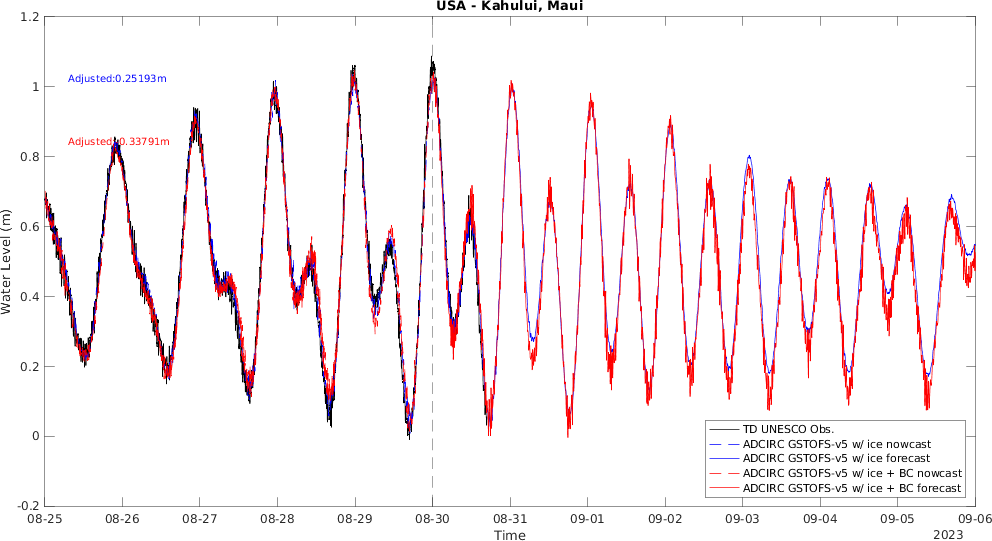 USA - Kahului, Maui
1.2
1
0.8
0.6
0.4
0.2
0
-0.2
Water Level (m)
Adjusted:0.25193m
Adjusted:-0.33791m
TD UNESCO Obs.
ADCIRC GSTOFS-v5 w/ ice nowcast
ADCIRC GSTOFS-v5 w/ ice forecast
ADCIRC GSTOFS-v5 w/ ice + BC nowcast
ADCIRC GSTOFS-v5 w/ ice + BC forecast
08-25 08-26 08-27 08-28 08-29 08-30 08-31 09-01 09-02 09-03 09-04 09-05 09-06
Time
2023